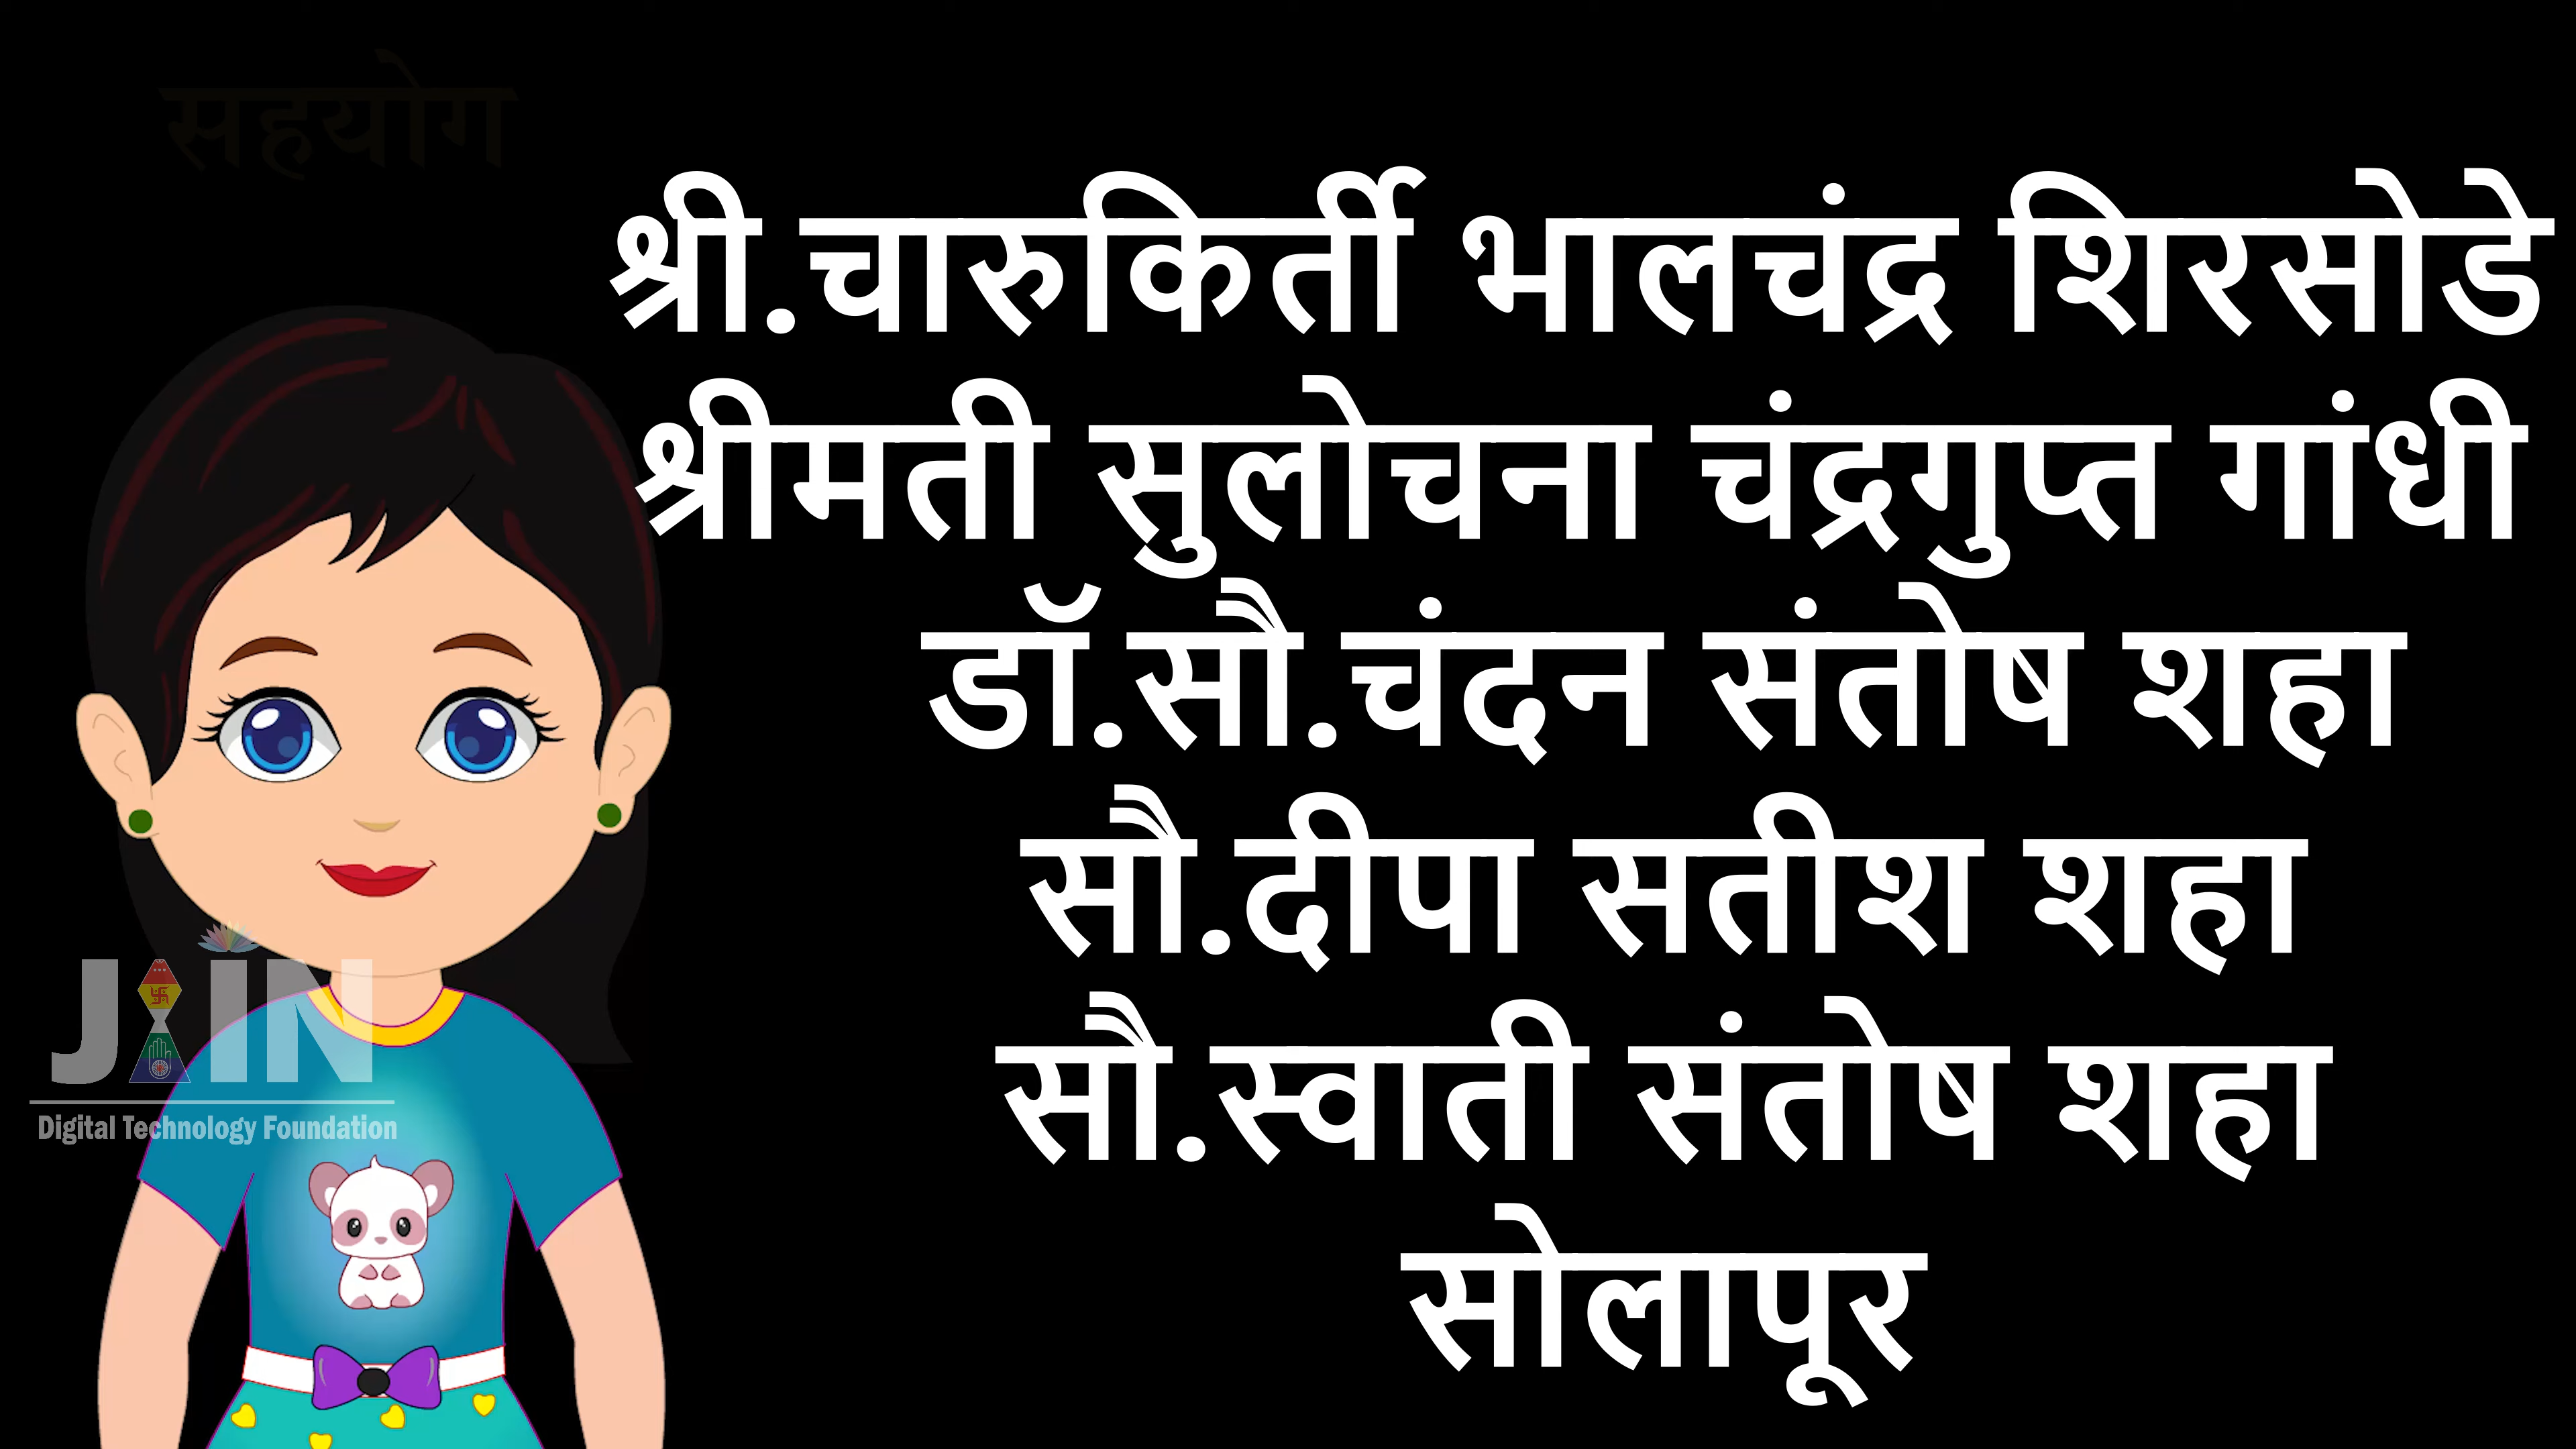 सहयोग
श्री.चारुकिर्ती भालचंद्र शिरसोडे
श्रीमती सुलोचना चंद्रगुप्त गांधी
डॉ.सौ.चंदन संतोष शहा
सौ.दीपा सतीश शहा
सौ.स्वाती संतोष शहा
सोलापूर
JAIN
Digital Technology Foundation